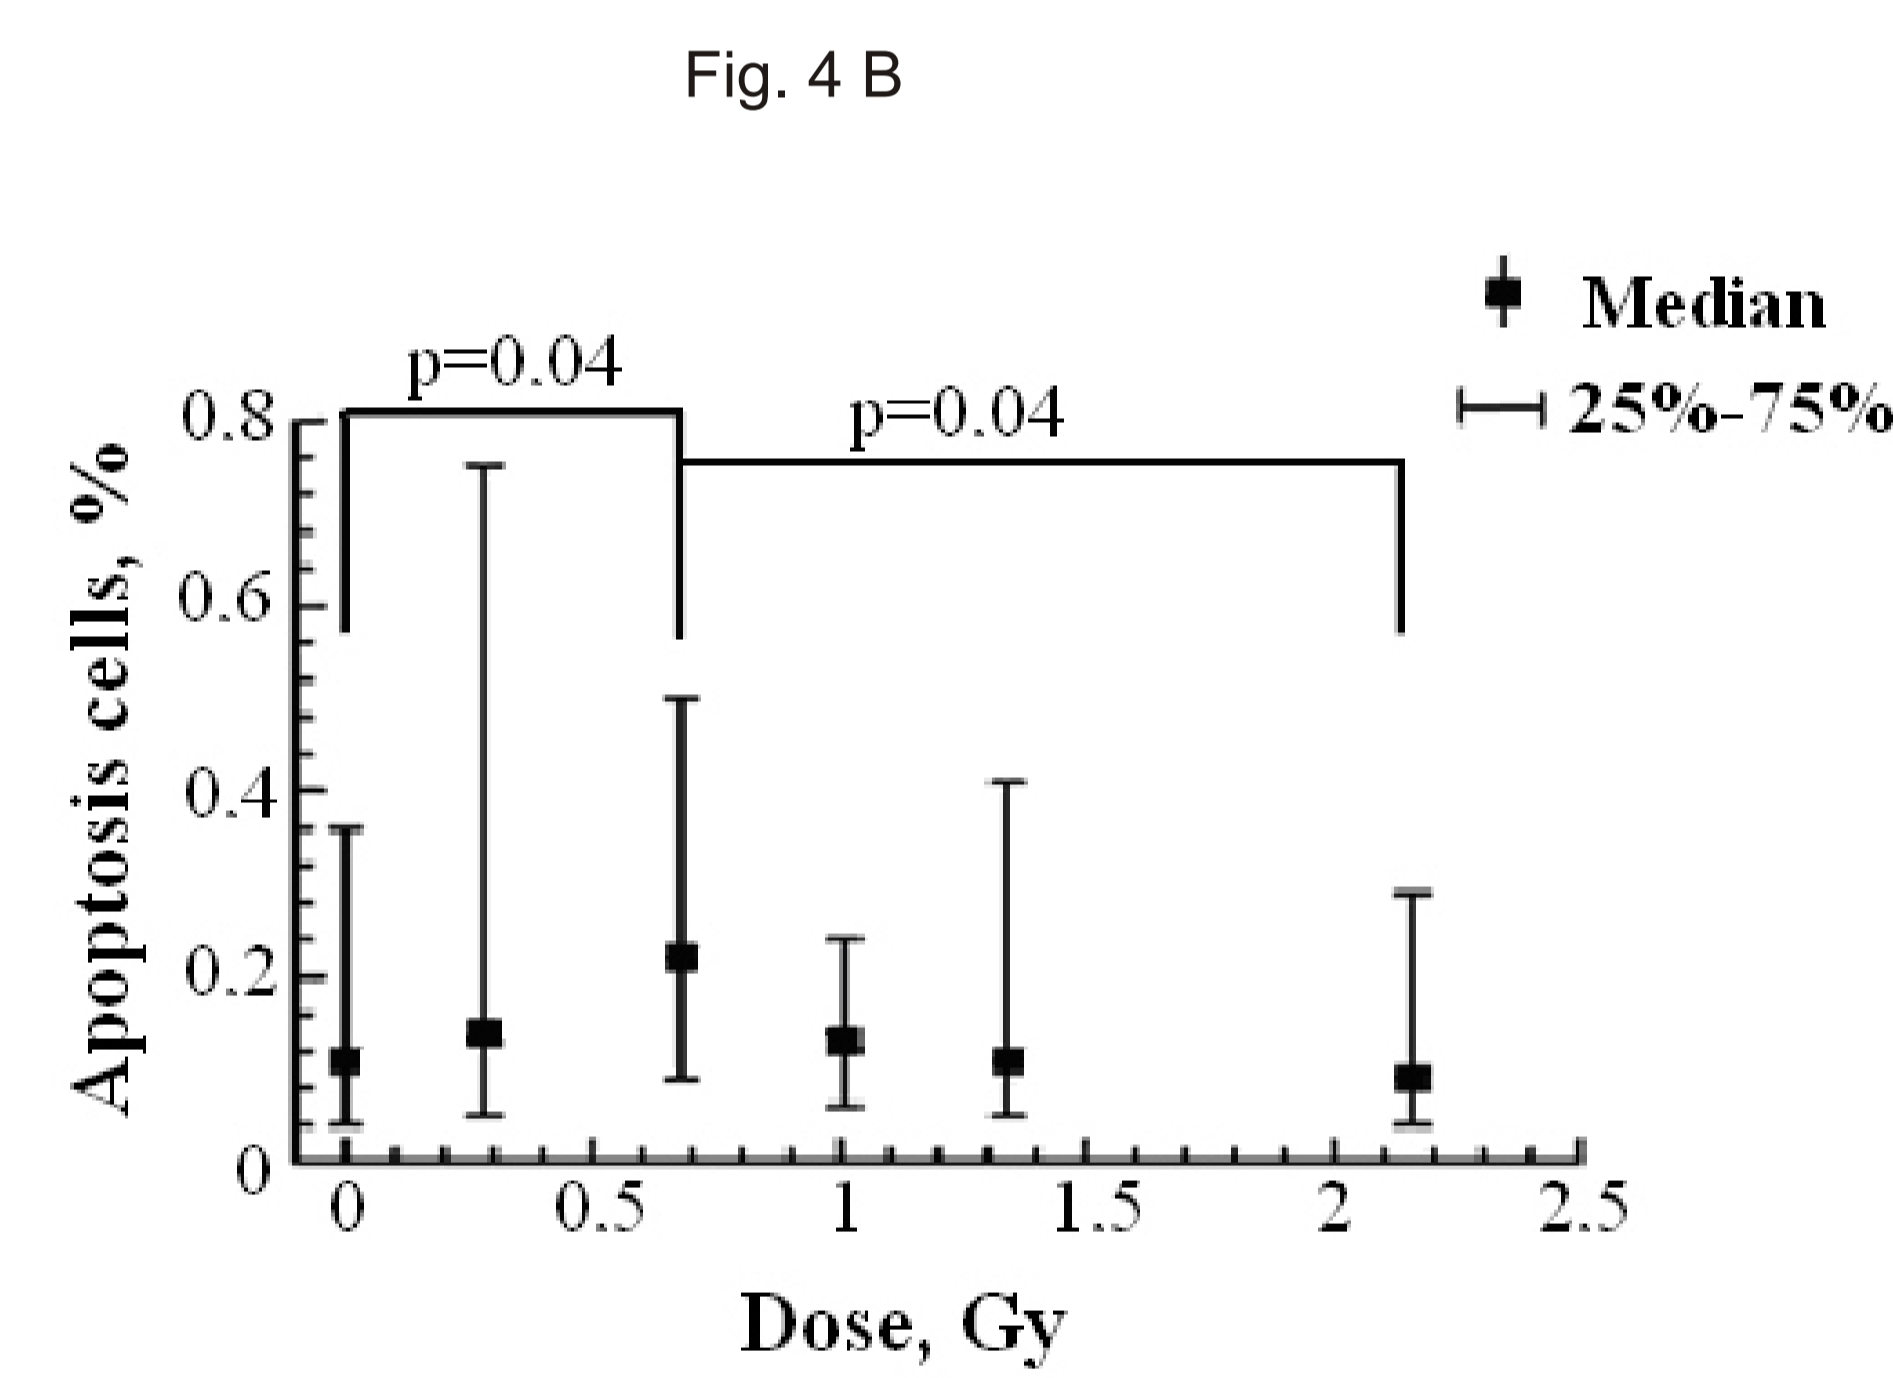 Fig. 4 B
Median
25%-75%
p=0.04
p=0.04
Apoptosis cells, %
0.8
0.6
0.4
0.2
0
0 0.5 1 1.5 2 2.5
Dose, Gy